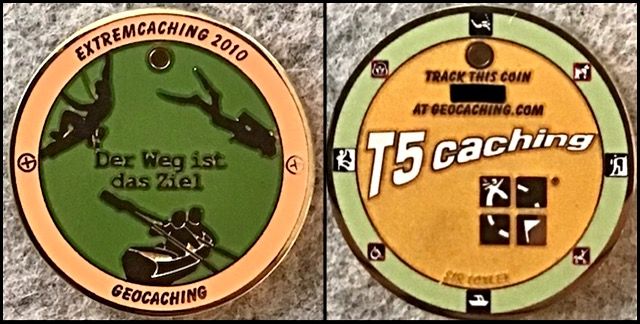 EXTREMCACHING 2010
Der Weg ist
das Ziel
GEOCACHING
TRACK THIS COIN
AT GEOCACHING.COM
T5 caching
®